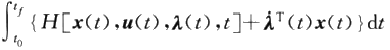 ∫_{t_0}^{t_f} {H[𝒙(t),𝒖(t),𝝀(t),t]+𝝀̇ᵀ(t)𝒙(t)}dt